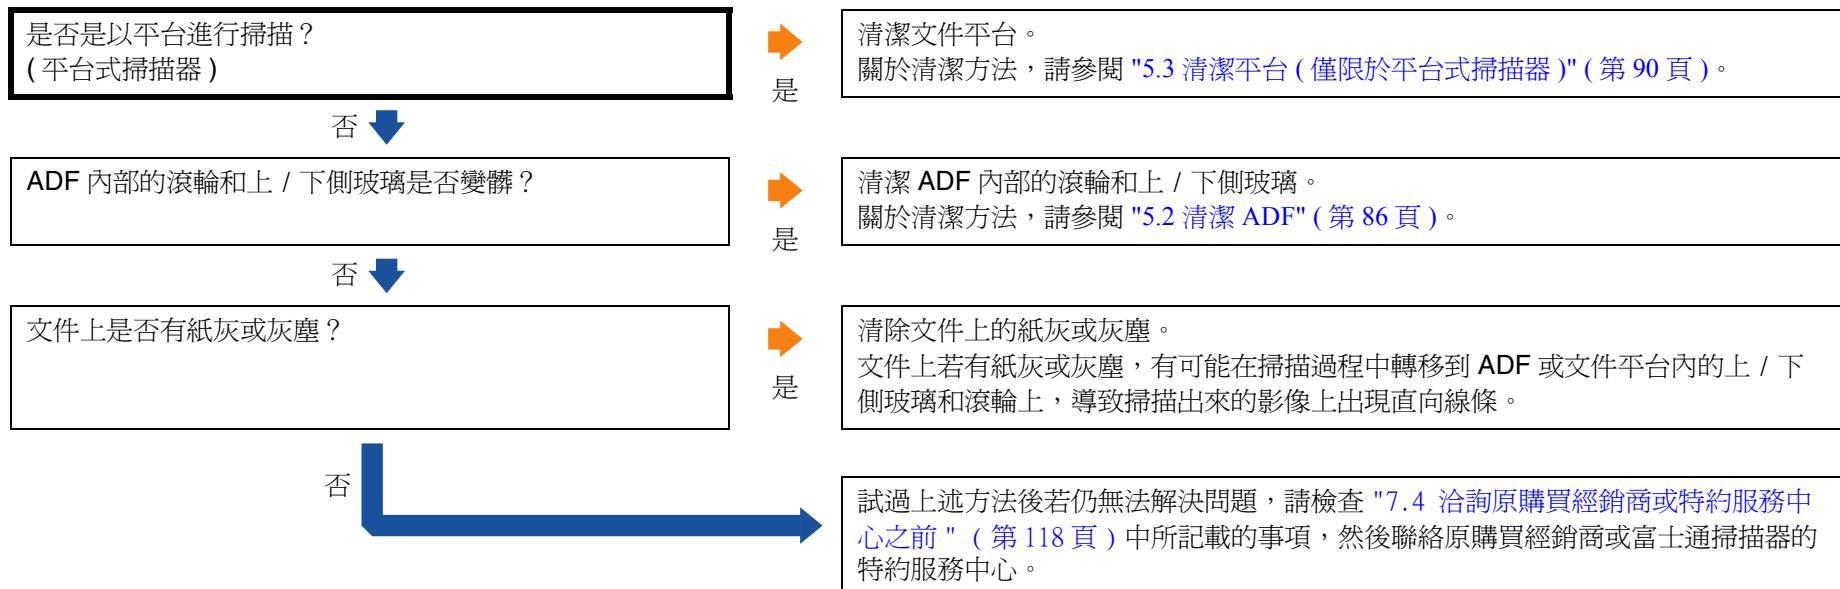 是否是以平台進行掃描？
( 平台式掃描器 )
是
清潔文件平台。
關於清潔方法，請參閱 "5.3 清潔平台 ( 僅限於平台式掃描器 )" ( 第 90 頁 )。
否
ADF 內部的滾輪和上 / 下側玻璃是否變髒？
是
清潔 ADF 內部的滾輪和上 / 下側玻璃。
關於清潔方法，請參閱 "5.2 清潔 ADF" ( 第 86 頁 )。
否
文件上是否有紙灰或灰塵？
是
清除文件上的紙灰或灰塵。
文件上若有紙灰或灰塵，有可能在掃描過程中轉移到 ADF 或文件平台內的上 / 下
側玻璃和滾輪上，導致掃描出來的影像上出現直向線條。
否
試過上述方法後若仍無法解決問題，請檢查 "7.4 洽詢原購買經銷商或特約服務中
心之前 " ( 第 118 頁 ) 中所記載的事項，然後聯絡原購買經銷商或富士通掃描器的
特約服務中心。